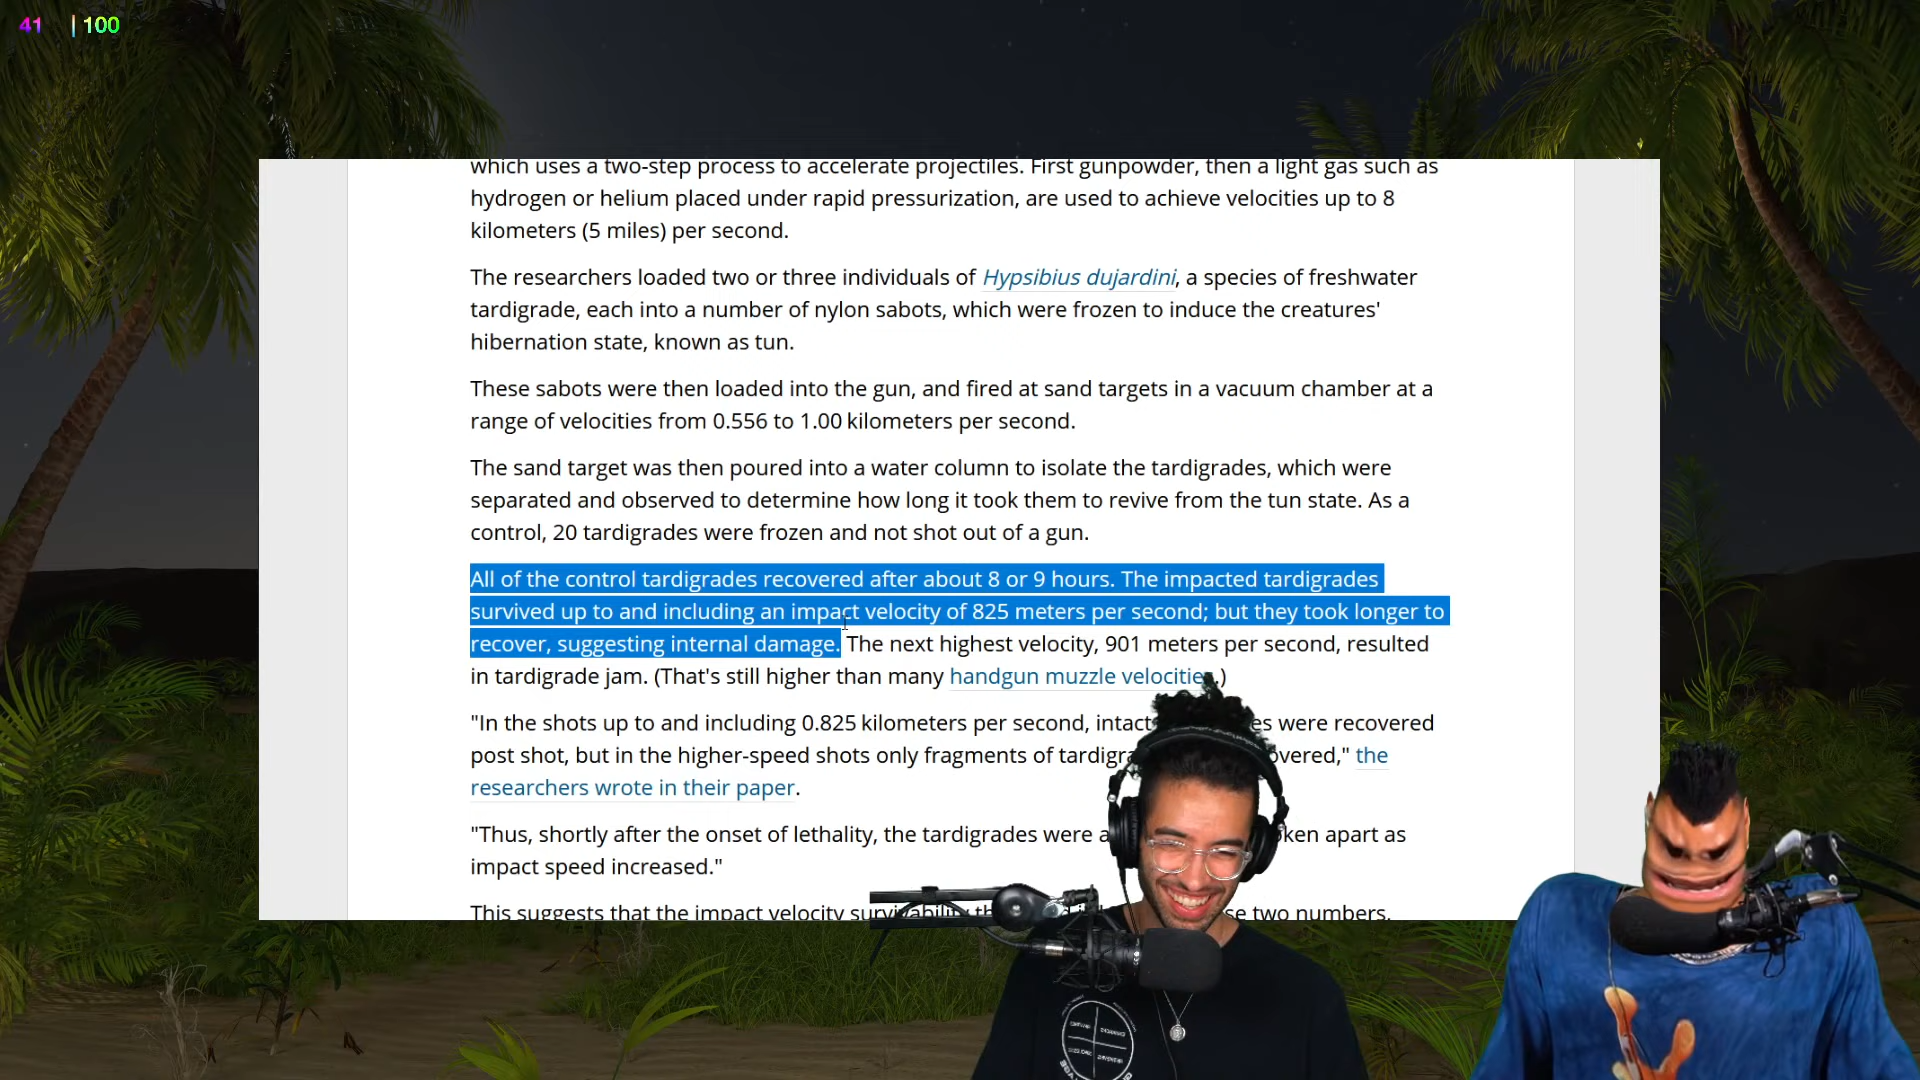 41 | 100
which uses a two-step process to accelerate projectiles. First gunpowder, then a light gas such as
hydrogen or helium placed under rapid pressurization, are used to achieve velocities up to 8
kilometers (5 miles) per second.
The researchers loaded two or three individuals of Hypsibius dujardini, a species of freshwater
tardigrade, each into a number of nylon sabots, which were frozen to induce the creatures'
hibernation state, known as tun.
These sabots were then loaded into the gun, and fired at sand targets in a vacuum chamber at a
range of velocities from 0.556 to 1.00 kilometers per second.
The sand target was then poured into a water column to isolate the tardigrades, which were
separated and observed to determine how long it took them to revive from the tun state. As a
control, 20 tardigrades were frozen and not shot out of a gun.
All of the control tardigrades recovered after about 8 or 9 hours. The impacted tardigrades
survived up to and including an impact velocity of 825 meters per second; but they took longer to
recover, suggesting internal damage. The next highest velocity, 901 meters per second, resulted
in tardigrade jam. (That's still higher than many handgun muzzle velocities.)
"In the shots up to and including 0.825 kilometers per second, intact were recovered
post shot, but in the higher-speed shots only fragments of the
researchers wrote in their paper.
"Thus, shortly after the onset of lethality, the tardigrades were apart as
impact speed increased."
This suggests that the impact velocity survivability two numbers.